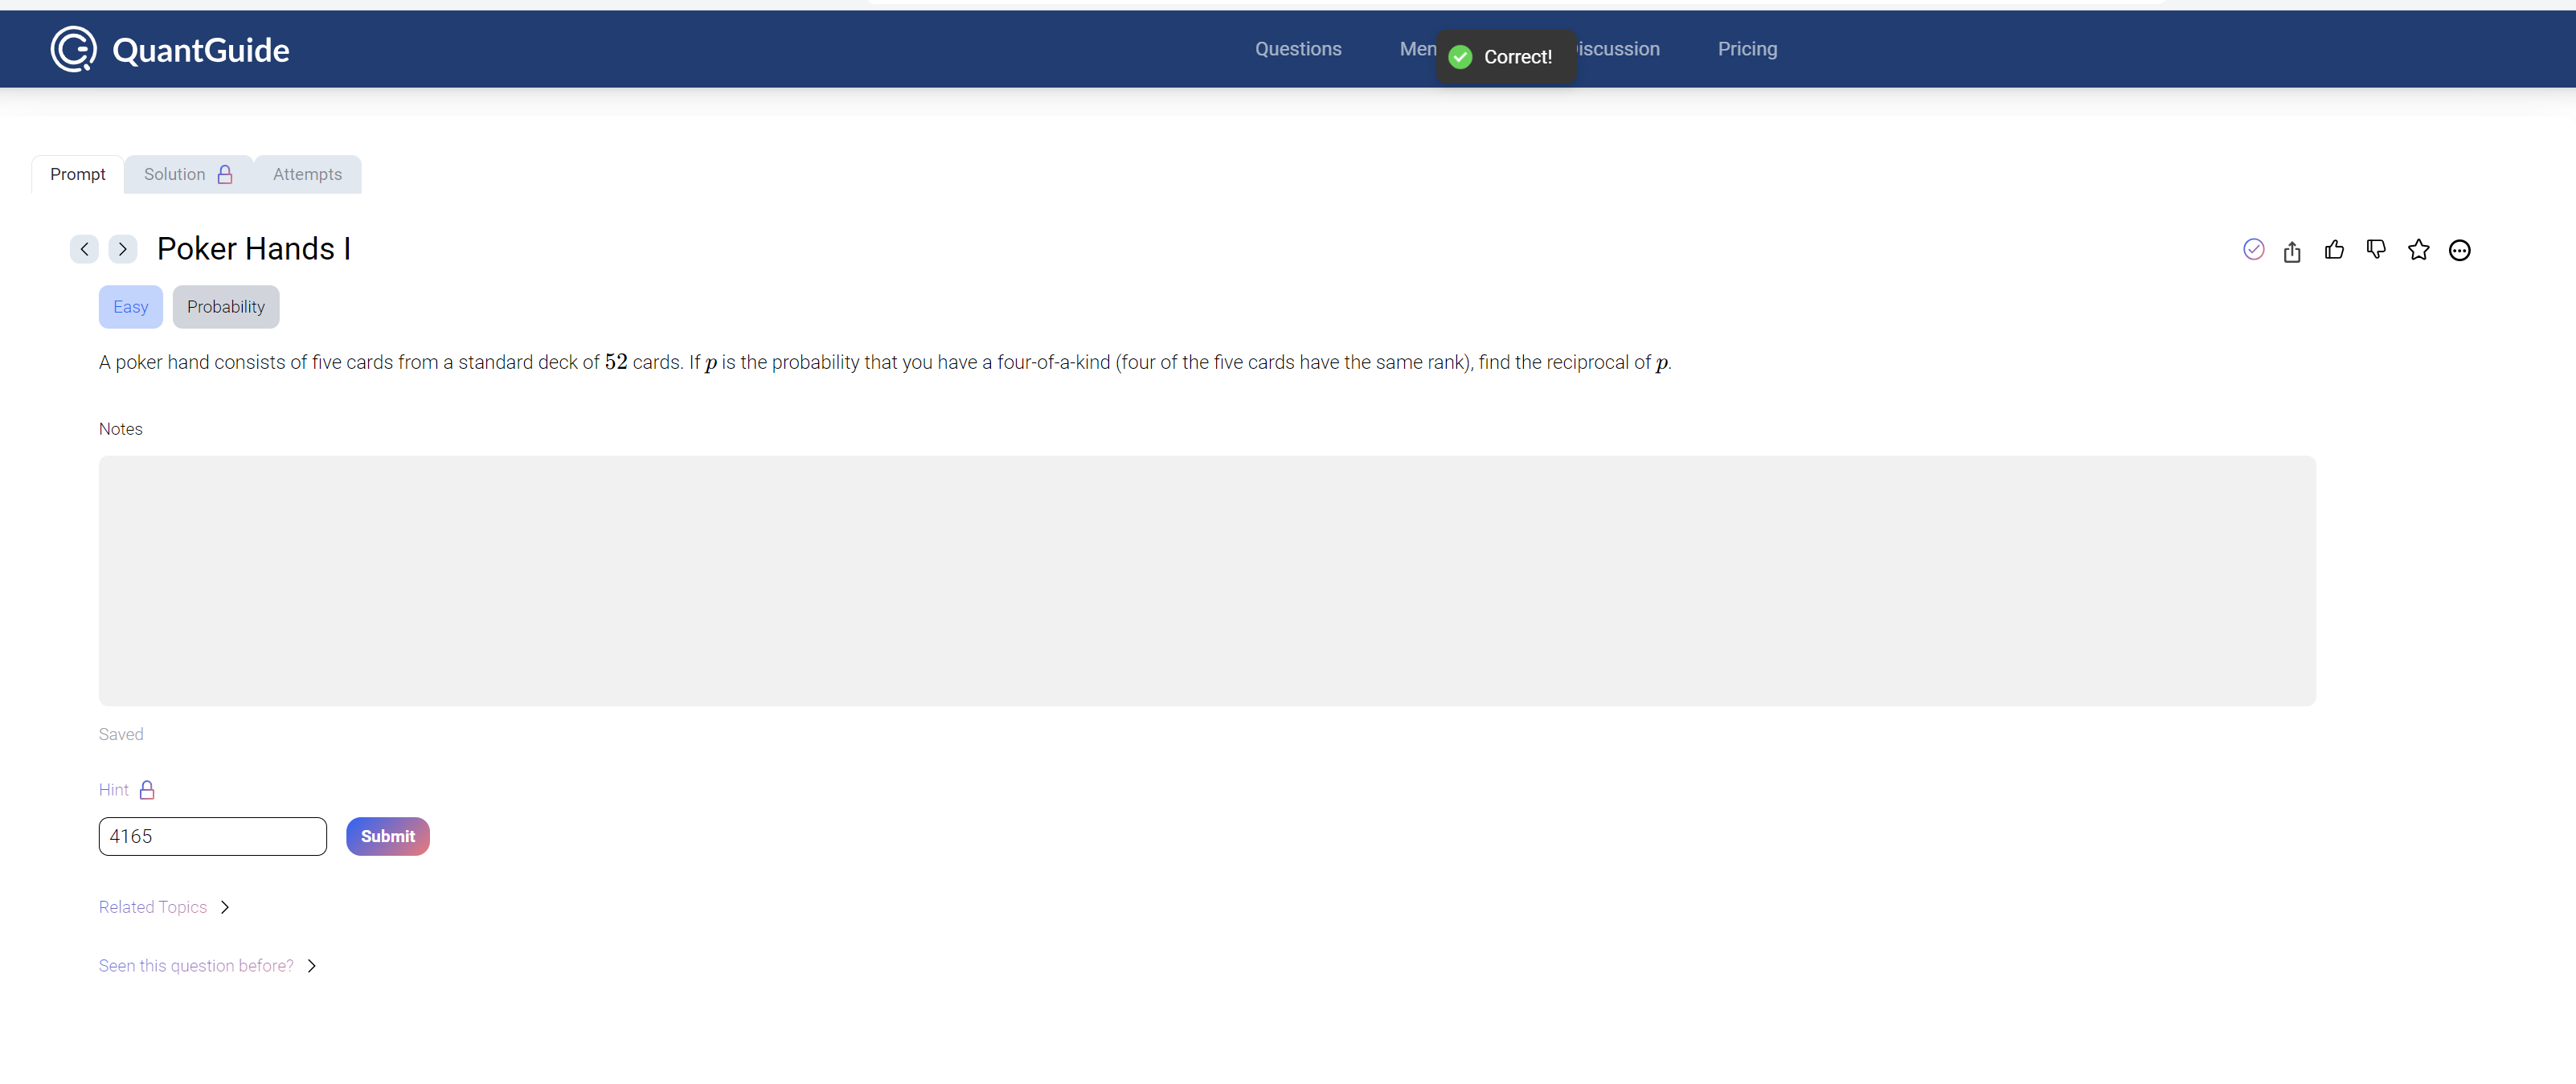 QuantGuide
Questions Men Correct! iscussion Pricing
Prompt Solution Attempts
Poker Hands I
Easy Probability
A poker hand consists of five cards from a standard deck of 52 cards. If p is the probability that you have a four-of-a-kind (four of the five cards have the same rank), find the reciprocal of p.
Notes
Saved
Hint
4165 Submit
Related Topics
Seen this question before?